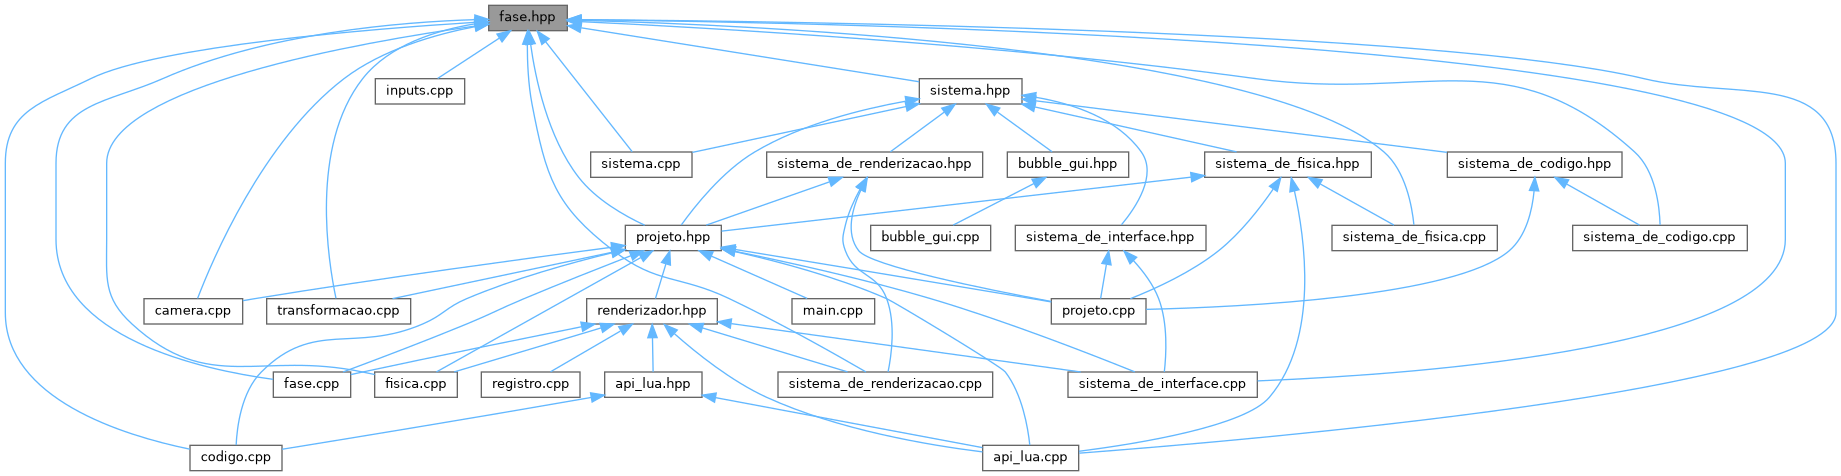 fase.hpp
inputs.cpp
sistema.hpp
sistema.cpp
sistema_de_renderizacao.hpp
bubble_gui.hpp
sistema_de_fisica.hpp
sistema_de_codigo.hpp
projeto.hpp
bubble_gui.cpp
sistema_de_interface.hpp
sistema_de_fisica.cpp
sistema_de_codigo.cpp
camera.cpp
transformacao.cpp
renderizador.hpp
main.cpp
projeto.cpp
fase.cpp
fisica.cpp
registro.cpp
api_lua.hpp
sistema_de_renderizacao.cpp
sistema_de_interface.cpp
codigo.cpp
api_lua.cpp